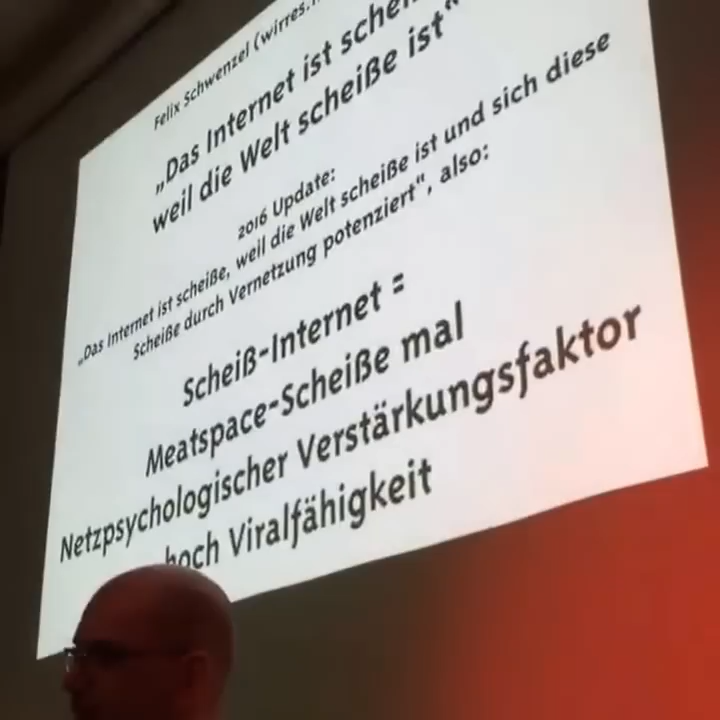 Felix Schwenzel (wirres.
„Das Internet ist
weil die Welt scheiße ist“
2016 Update:
„Das Internet ist scheiße, weil die Welt scheiße ist und sich diese
Scheiße durch Vernetzung potenziert“, also:
Scheiß-Internet =
Meatspace-Scheiße mal
Netzpsychologischer Verstärkungsfaktor
hoch Viralfähigkeit